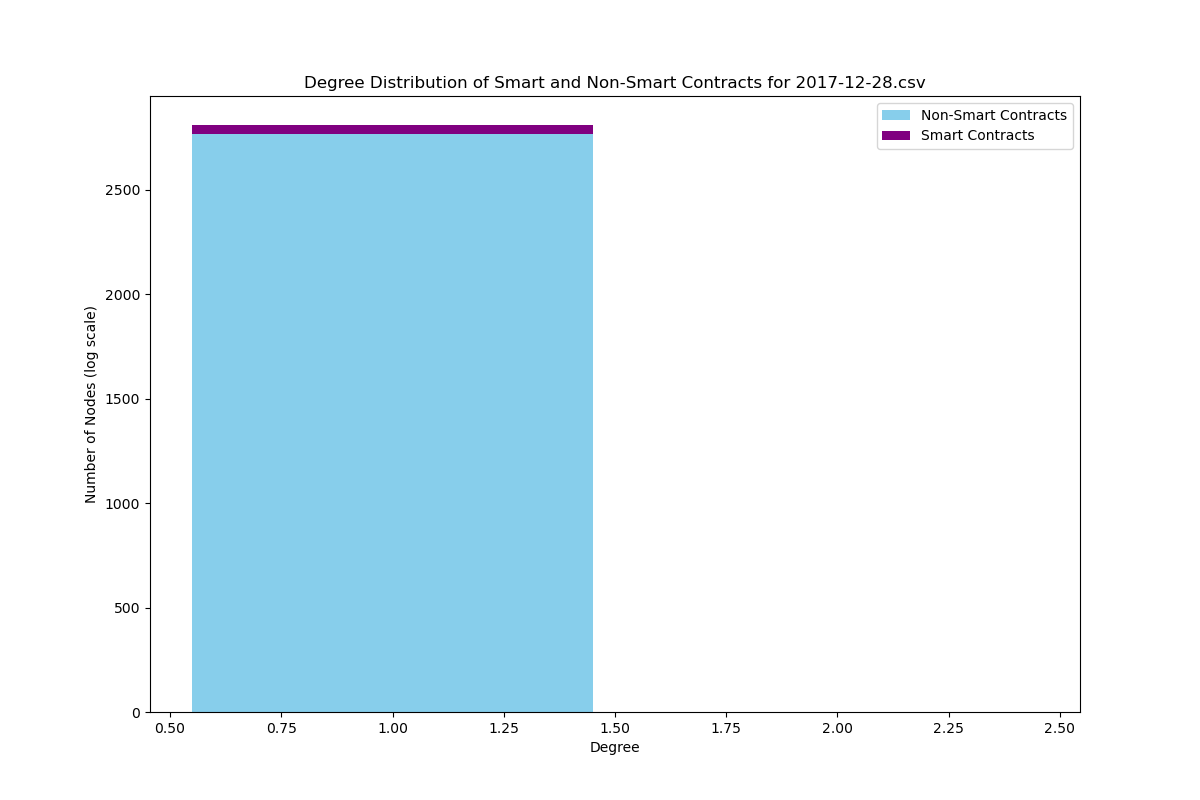 Degree Distribution of Smart and Non-Smart Contracts for 2017-12-28.csv
Non-Smart Contracts
Smart Contracts
Number of Nodes (log scale)
2500
2000
1500
1000
500
0
0.50 0.75 1.00 1.25 1.50 1.75 2.00 2.25 2.50
Degree